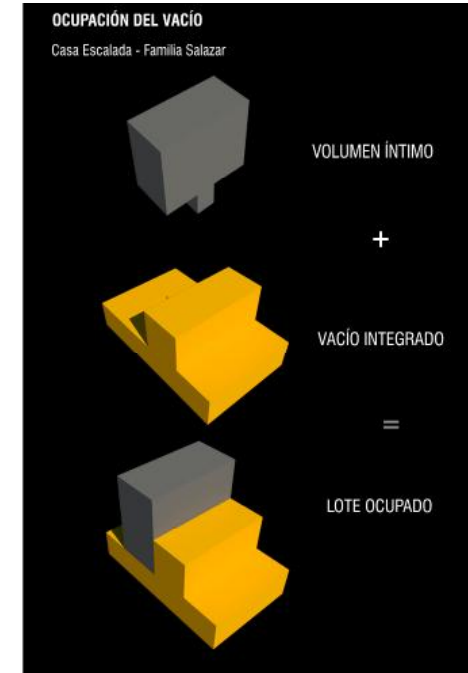 OCUPACIÓN DEL VACÍO
Casa Escalada - Familia Salazar
VOLUMEN ÍNTIMO
+
VACÍO INTEGRADO
=
LOTE OCUPADO